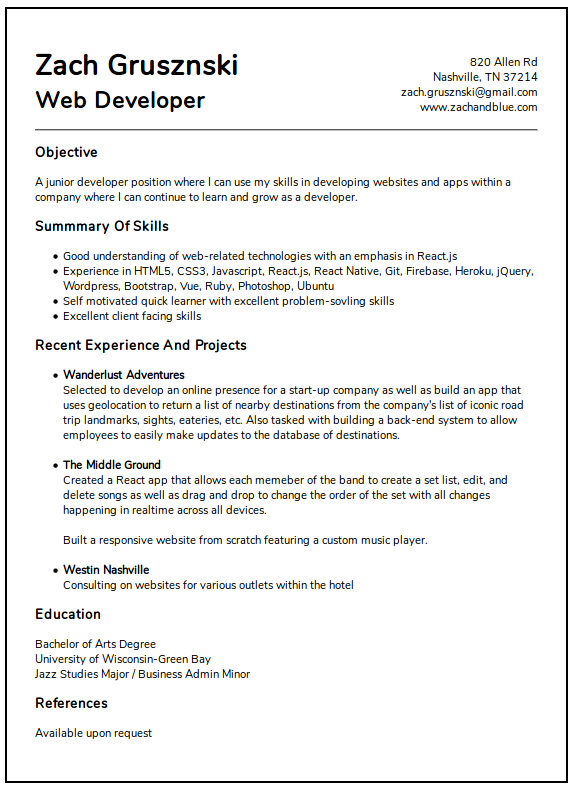 Zach Grusznski
Web Developer
820 Allen Rd
Nashville, TN 37214
zach.grusznski@gmail.com
www.zachandblue.com
Objective
A junior developer position where I can use my skills in developing websites and apps within a
company where I can continue to learn and grow as a developer.
Summmary Of Skills
• Good understanding of web-related technologies with an emphasis in React.js
• Experience in HTML5, CSS3, Javascript, React.js, React Native, Git, Firebase, Heroku, jQuery,
Wordpress, Bootstrap, Vue, Ruby, Photoshop, Ubuntu
• Self motivated quick learner with excellent problem-sovling skills
• Excellent client facing skills
Recent Experience And Projects
• Wanderlust Adventures
Selected to develop an online presence for a start-up company as well as build an app that
uses geolocation to return a list of nearby destinations from the company's list of iconic road
trip landmarks, sights, eateries, etc. Also tasked with building a back-end system to allow
employees to easily make updates to the database of destinations.
• The Middle Ground
Created a React app that allows each memeber of the band to create a set list, edit, and
delete songs as well as drag and drop to change the order of the set with all changes
happening in realtime across all devices.
Built a responsive website from scratch featuring a custom music player.
• Westin Nashville
Consulting on websites for various outlets within the hotel
Education
Bachelor of Arts Degree
University of Wisconsin-Green Bay
Jazz Studies Major / Business Admin Minor
References
Available upon request